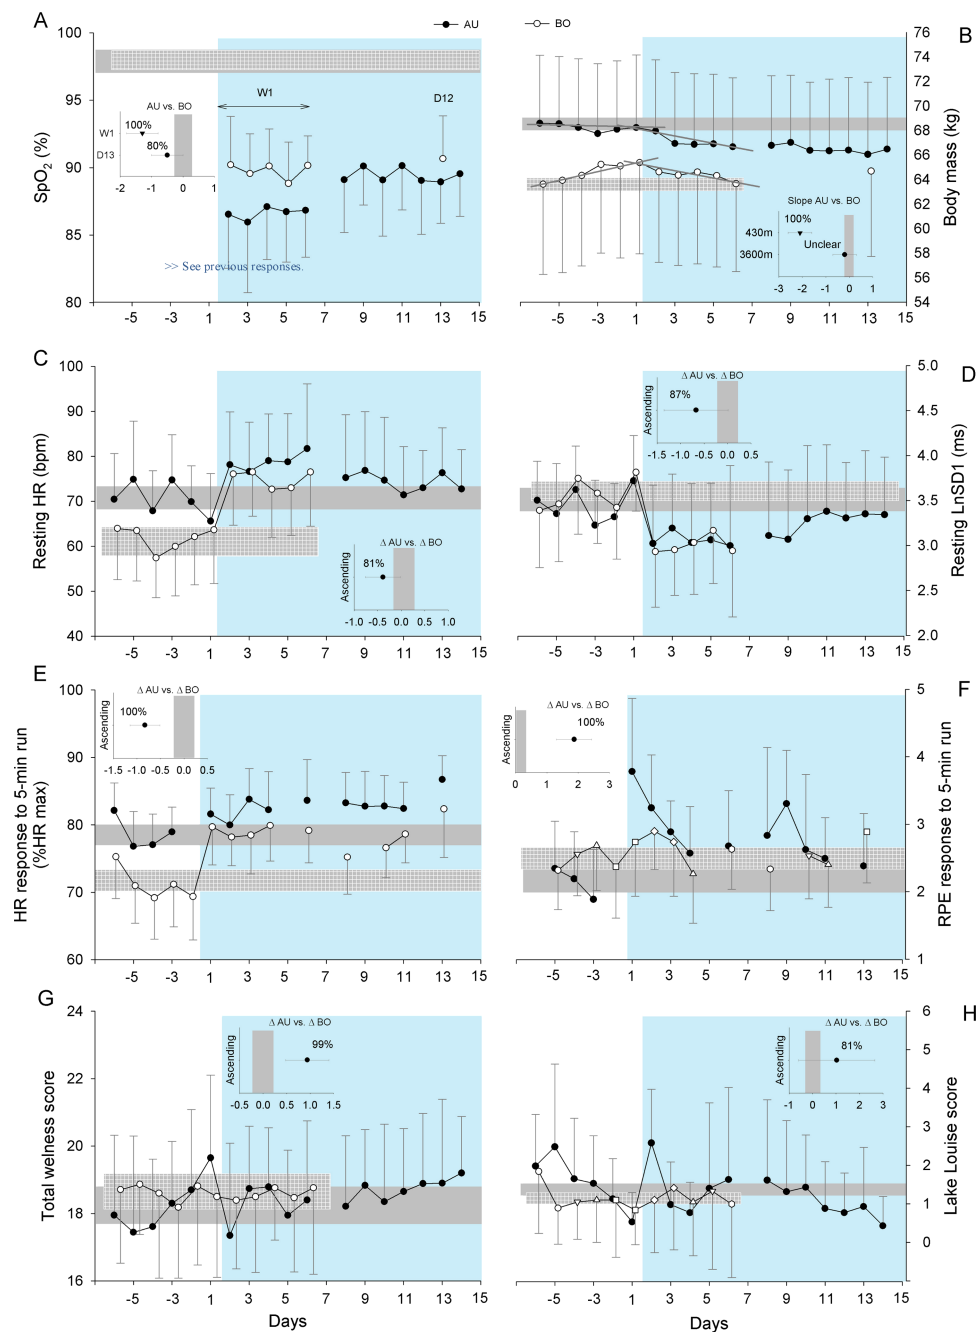 AU
BO
A
SpO2 (%)
100
95
90
85
80
W1
D12
AU vs. BO
W1
100%
D13
80%
-2 -1 0 1
>> See previous responses.
-5 -3 1 3 5 7 9 11 13 15
B
Body mass (kg)
76
74
72
70
68
66
64
62
60
58
56
54
Slope AU vs. BO
100%
430m
Unclear
3600m
-3 -2 -1 0 1
-5 -3 1 3 5 7 9 11 13 15
C
Resting HR (bpm)
100
90
80
70
60
50
40
Δ AU vs. Δ BO
Ascending
81%
-1.0 -0.5 0.0 0.5 1.0
-5 -3 1 3 5 7 9 11 13 15
D
Resting LnSD1 (ms)
5.0
4.5
4.0
3.5
3.0
2.5
2.0
Δ AU vs. Δ BO
Ascending
87%
-1.5 -1.0 -0.5 0.0 0.5
-5 -3 1 3 5 7 9 11 13 15
E
HR response to 5-min run
(%HR max)
100
90
80
70
60
Δ AU vs. Δ BO
Ascending
100%
-1.5 -1.0 -0.5 0.0 0.5
-5 -3 1 3 5 7 9 11 13 15
F
RPE response to 5-min run
5
4
3
2
1
Δ AU vs. Δ BO
Ascending
100%
0 1 2 3
-5 -3 1 3 5 7 9 11 13 15
G
Total welness score
24
22
20
18
16
Δ AU vs. Δ BO
Ascending
99%
-0.5 0.0 0.5 1.0 1.5
-5 -3 1 3 5 7 9 11 13 15
Days
H
Lake Louise score
6
5
4
3
2
1
0
Δ AU vs. Δ BO
Ascending
81%
-1 0 1 2 3
-5 -3 1 3 5 7 9 11 13 15
Days